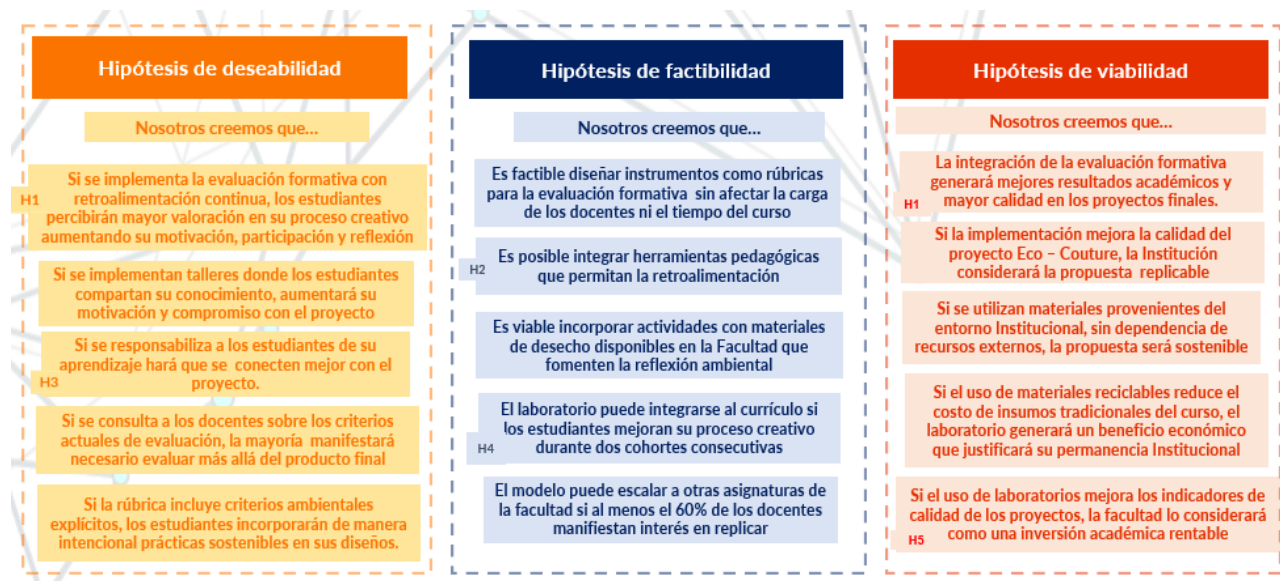 Hipótesis de deseabilidad
Nosotros creemos que...
Si se implementa la evaluación formativa con
retroalimentación continua, los estudiantes
H1
percibirán mayor valoración en su proceso creativo
aumentando su motivación, participación y reflexión
Si se implementan talleres donde los estudiantes
compartan su conocimiento, aumentará su
motivación y compromiso con el proyecto
Si se responsabiliza a los estudiantes de su
aprendizaje hará que se conecten mejor con el
H3
proyecto.
Si se consulta a los docentes sobre los criterios
actuales de evaluación, la mayoría manifestará
necesario evaluar más allá del producto final
Si la rúbrica incluye criterios ambientales
explícitos, los estudiantes incorporarán de manera
intencional prácticas sostenibles en sus diseños.
Hipótesis de factibilidad
Nosotros creemos que...
Es factible diseñar instrumentos como rúbricas
para la evaluación formativa sin afectar la carga
de los docentes ni el tiempo del curso
H2
Es posible integrar herramientas pedagógicas
que permitan la retroalimentación
Es viable incorporar actividades con materiales
de desecho disponibles en la Facultad que
fomenten la reflexión ambiental
El laboratorio puede integrarse al currículo si
los estudiantes mejoran su proceso creativo
H4
durante dos cohortes consecutivas
El modelo puede escalar a otras asignaturas de
la facultad si al menos el 60% de los docentes
manifiestan interés en replicar
Hipótesis de viabilidad
Nosotros creemos que...
La integración de la evaluación formativa
generará mejores resultados académicos y
H1
mayor calidad en los proyectos finales.
Si la implementación mejora la calidad del
proyecto Eco – Couture, la Institución
considerará la propuesta replicable
Si se utilizan materiales provenientes del
entorno Institucional, sin dependencia de
recursos externos, la propuesta será sostenible
Si el uso de materiales reciclables reduce el
costo de insumos tradicionales del curso, el
laboratorio generará un beneficio económico
que justificará su permanencia Institucional
Si el uso de laboratorios mejora los indicadores de
calidad de los proyectos, la facultad lo considerará
H5
como una inversión académica rentable